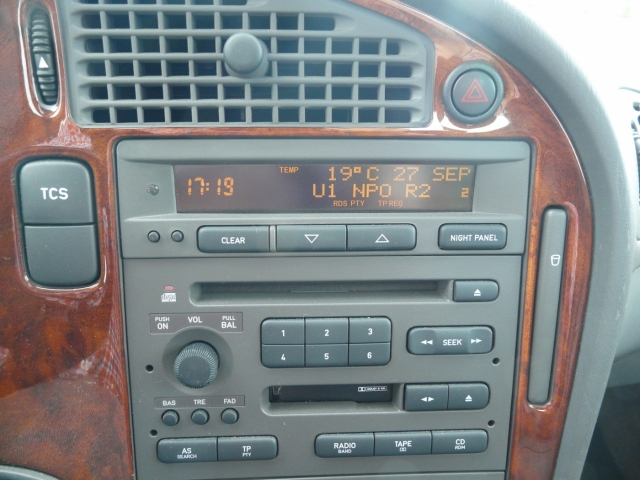 TCS
TEMP 19°C 27 SEP
17:19 U1 NPO R2 2
RDS PTY TP REG
CLEAR
NIGHT PANEL
PUSH ON VOL PULL BAL
1 2 3
4 5 6
SEEK
BAS TRE FAD
AS SEARCH
TP PTY
RADIO BAND
TAPE
CD RDM